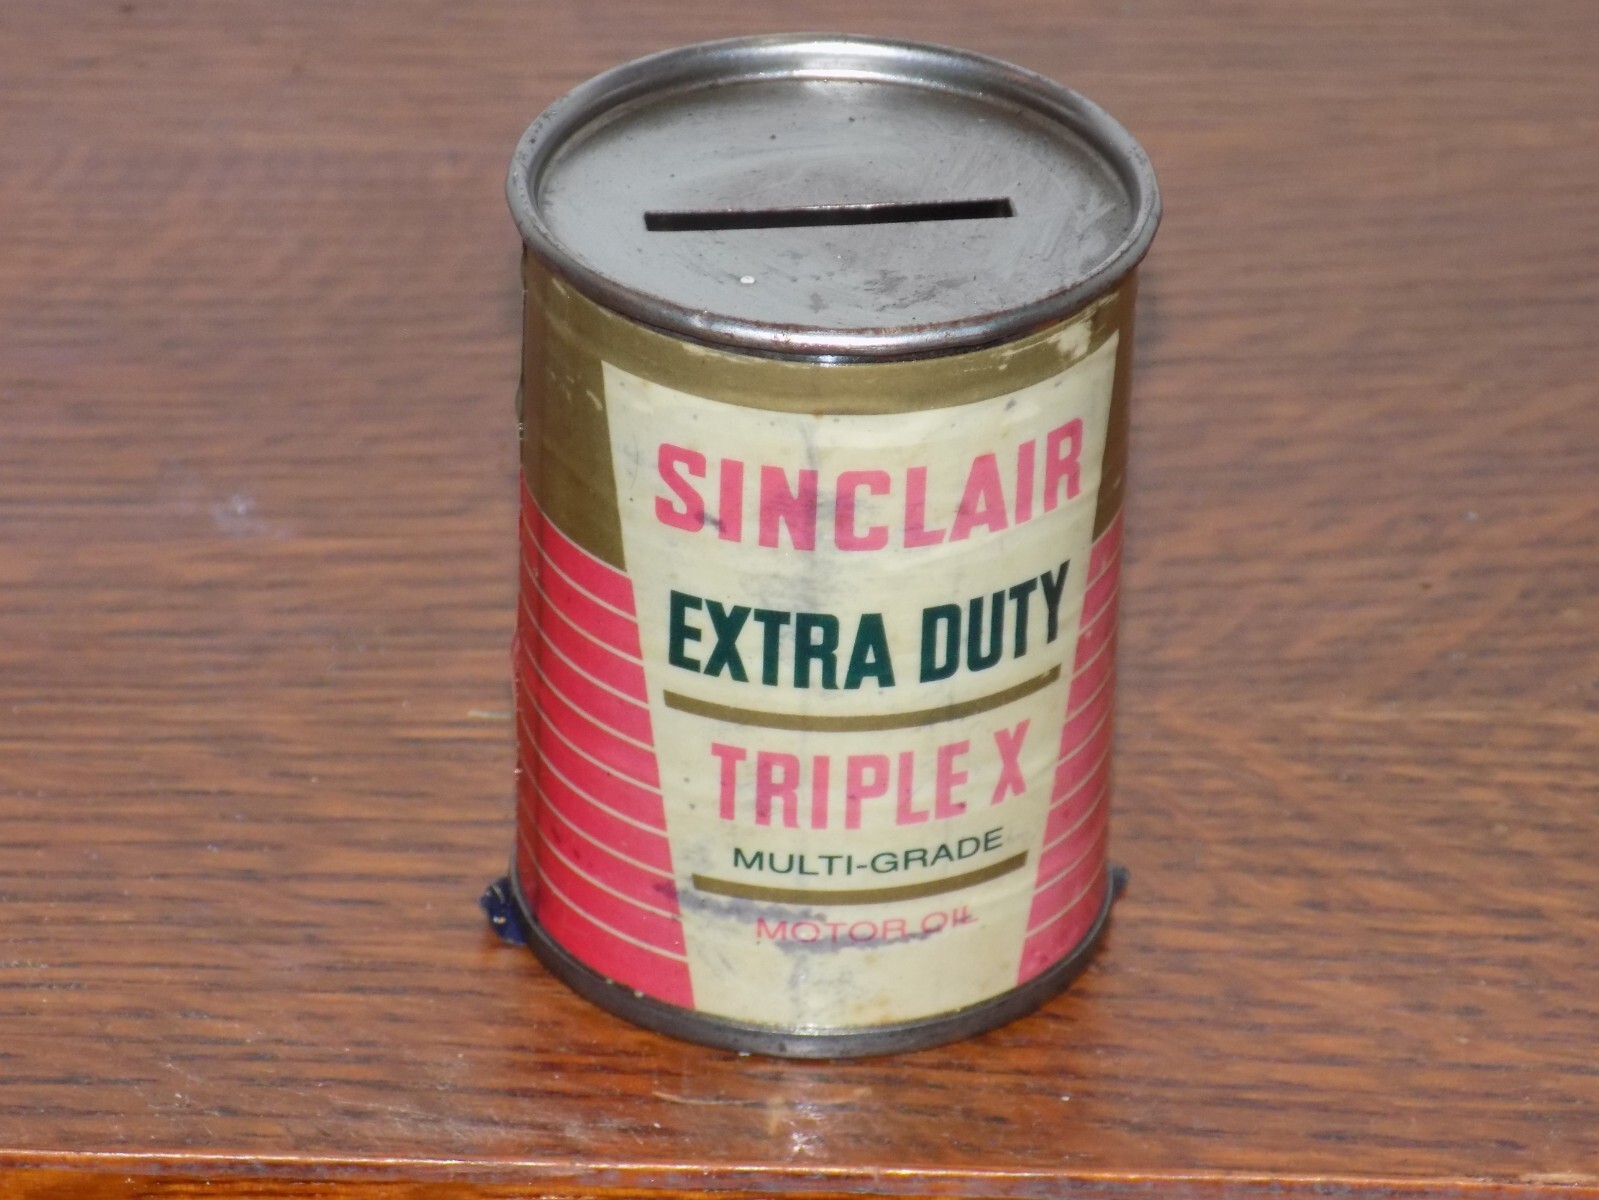 SINCLAIR
EXTRA DUTY
TRIPLE X
MULTI-GRADE
MOTOR OIL